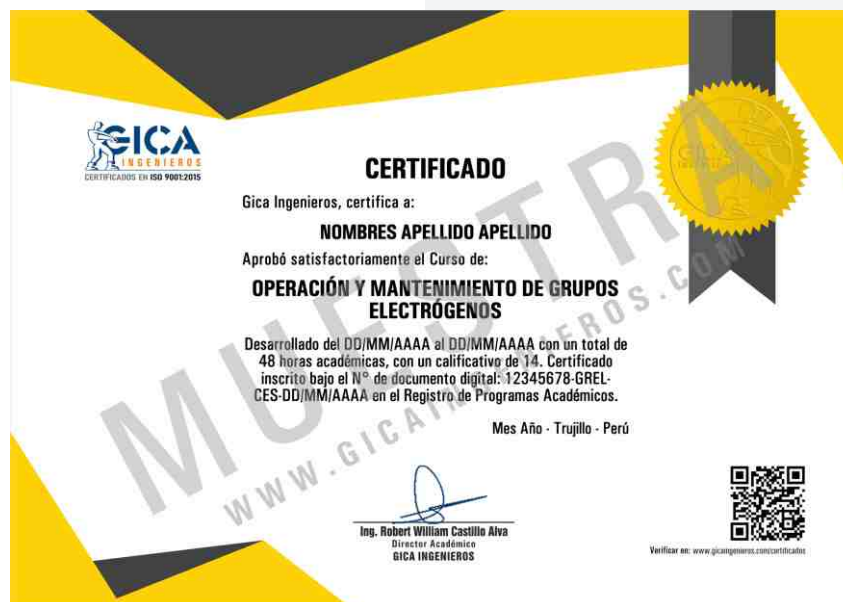 GICA
INGENIEROS
CERTIFICADOS EN ISO 9001:2015
CERTIFICADO
Gica Ingenieros, certifica a:
NOMBRES APELLIDO APELLIDO
Aprobó satisfactoriamente el Curso de:
OPERACIÓN Y MANTENIMIENTO DE GRUPOS
ELECTRÓGENOS
Desarrollado del DD/MM/AAAA al DD/MM/AAAA con un total de
48 horas académicas, con un calificativo de 14. Certificado
inscrito bajo el N° de documento digital: 12345678-GREL-
CES-DD/MM/AAAA en el Registro de Programas Académicos.
Mes Año - Trujillo - Perú
MUESTRA
WWW.GICAINGENIEROS.COM
GICA
Ing. Robert William Castillo Alva
Director Académico
GICA INGENIEROS
Verificar en: www.gicaingenieros.com/certificados